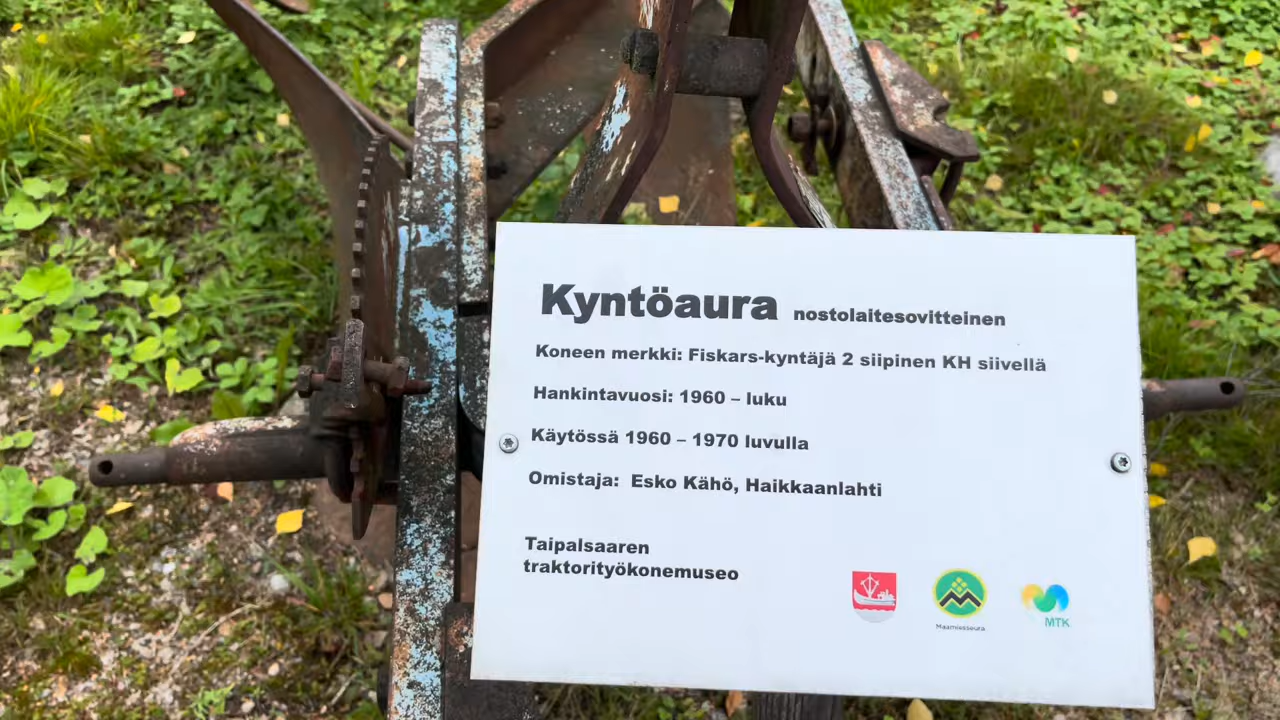 Kyntöaura nostolaitesovitteinen
Koneen merkki: Fiskars-kyntäjä 2 siipinen KH siivellä
Hankintavuosi: 1960 – luku
Käytössä 1960 – 1970 luvulla
Omistaja: Esko Kähö, Haikkaanlahti
Taipalsaaren
traktorityökonemuseo
Maamiesseura
MTK